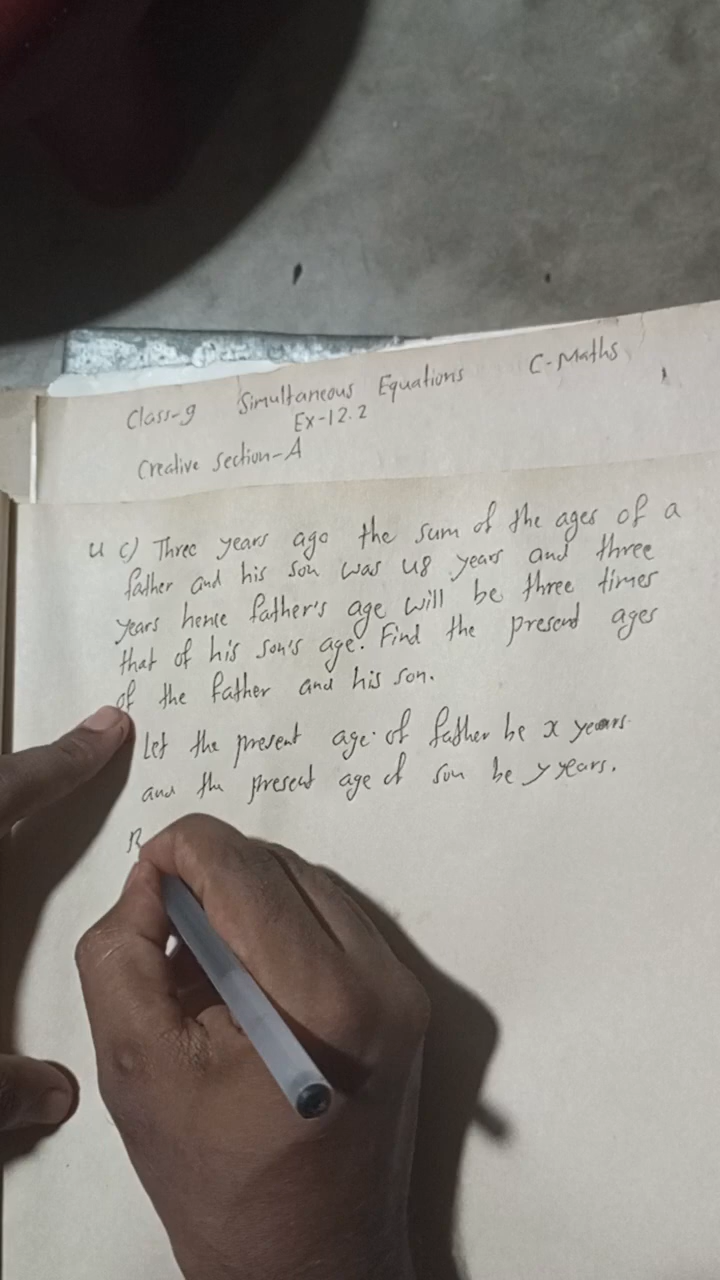 Class-9 Simultaneous Equations C-Maths
Ex-12.2
Creative Section-A
4 c) Three years ago the sum of the ages of a
father and his son was 48 years and three
years hence father's age will be three times
that of his son's age. Find the present ages
of the father and his son.
Let the present age of father be x years
and the present age of son be y years.